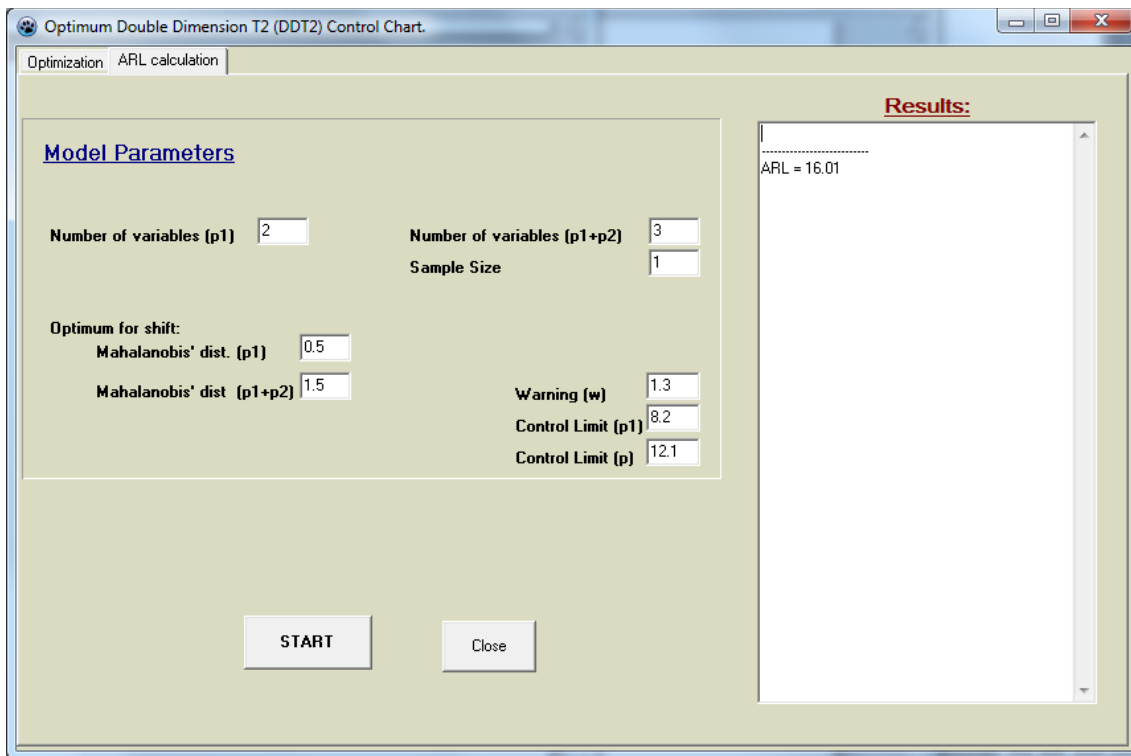 Optimum Double Dimension T2 (DDT2) Control Chart.
Optimization ARL calculation
Results:
---------------------------
ARL = 16.01
Model Parameters
Number of variables (p1) 2
Number of variables (p1+p2) 3
Sample Size 1
Optimum for shift:
Mahalanobis' dist. (p1) 0.5
Mahalanobis' dist (p1+p2) 1.5
Warning (w) 1.3
Control Limit (p1) 8.2
Control Limit (p) 12.1
START
Close